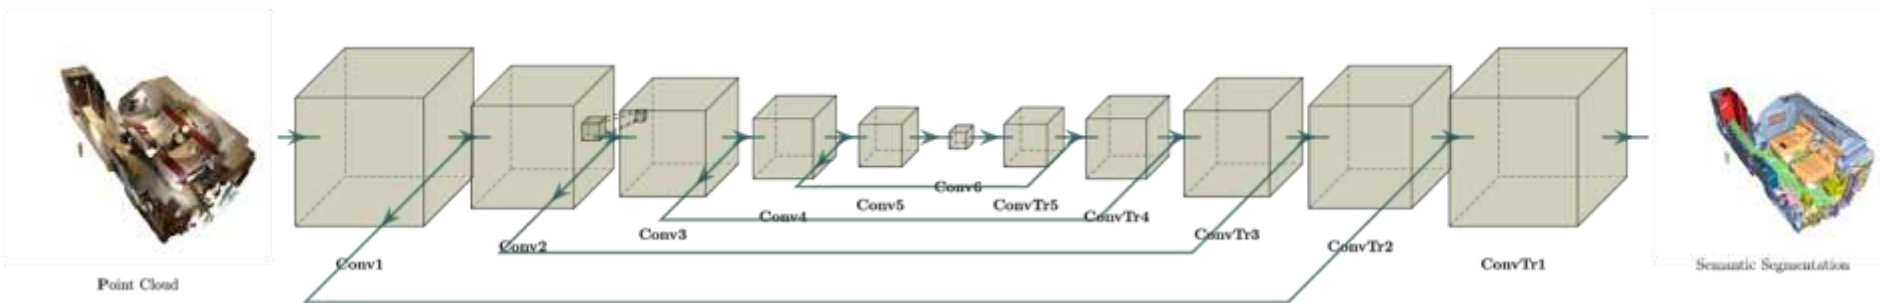 Point Cloud
Conv1
Conv2
Conv3
Conv4
Conv5
Conv6
ConvTr5
ConvTr4
ConvTr3
ConvTr2
ConvTr1
Semantic Segmentation